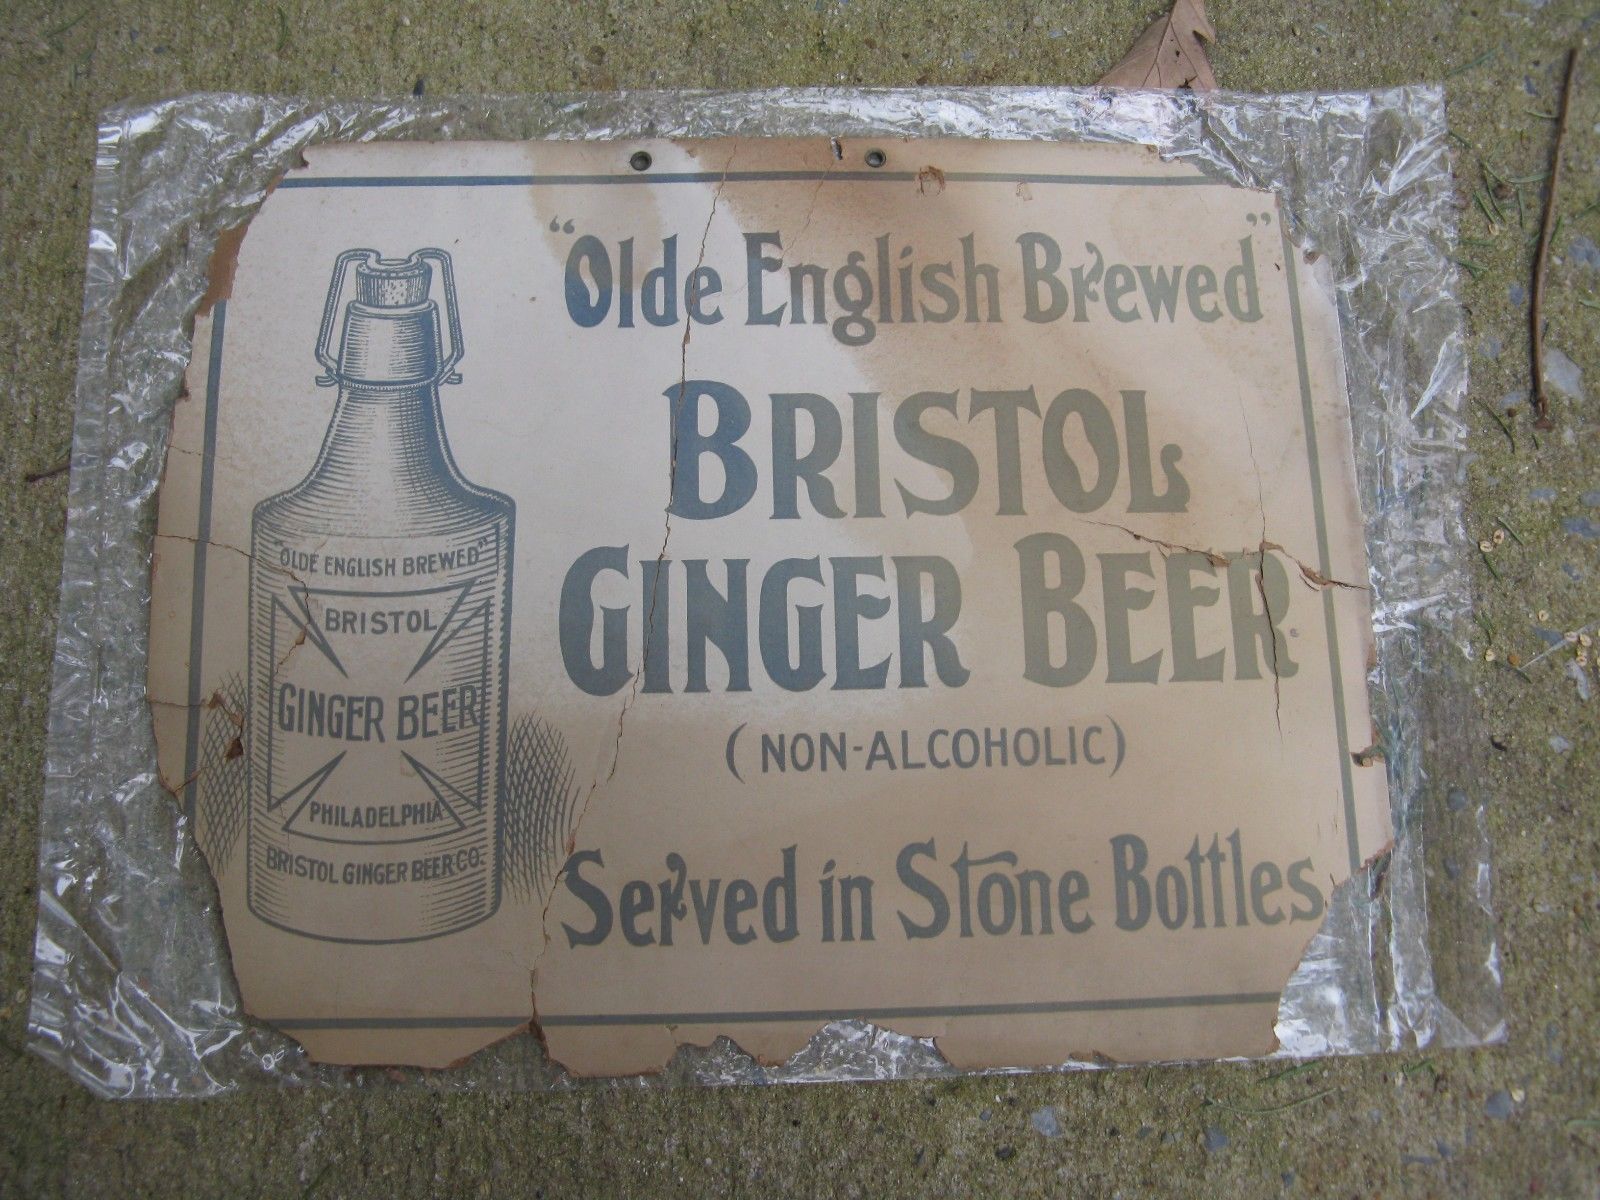 "Olde English Brewed"
BRISTOL
GINGER BEER
(NON-ALCOHOLIC)
Served in Stone Bottles.
"OLDE ENGLISH BREWED"
BRISTOL
GINGER BEER
PHILADELPHIA
BRISTOL GINGER BEER CO.